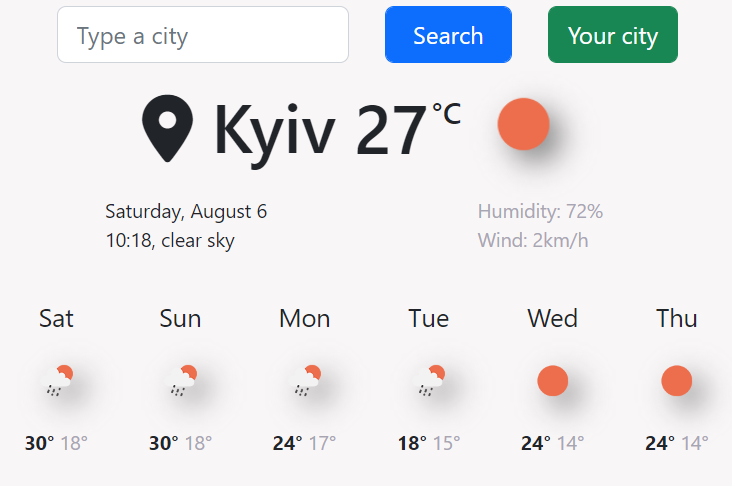 Type a city Search Your city
Kyiv 27°C
Saturday, August 6 Humidity: 72%
10:18, clear sky Wind: 2km/h
Sat Sun Mon Tue Wed Thu
30° 18° 30° 18° 24° 17° 18° 15° 24° 14° 24° 14°